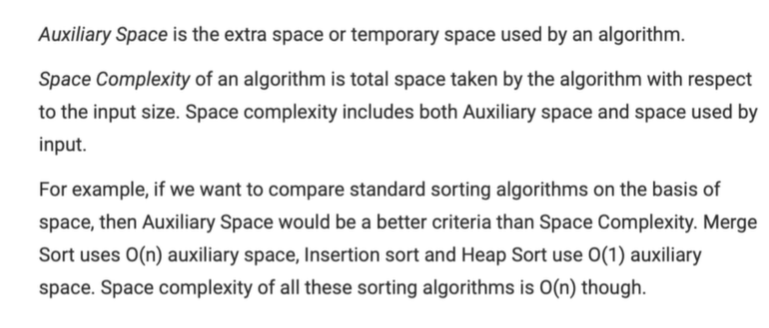 Auxiliary Space is the extra space or temporary space used by an algorithm.
Space Complexity of an algorithm is total space taken by the algorithm with respect
to the input size. Space complexity includes both Auxiliary space and space used by
input.
For example, if we want to compare standard sorting algorithms on the basis of
space, then Auxiliary Space would be a better criteria than Space Complexity. Merge
Sort uses O(n) auxiliary space, Insertion sort and Heap Sort use O(1) auxiliary
space. Space complexity of all these sorting algorithms is O(n) though.